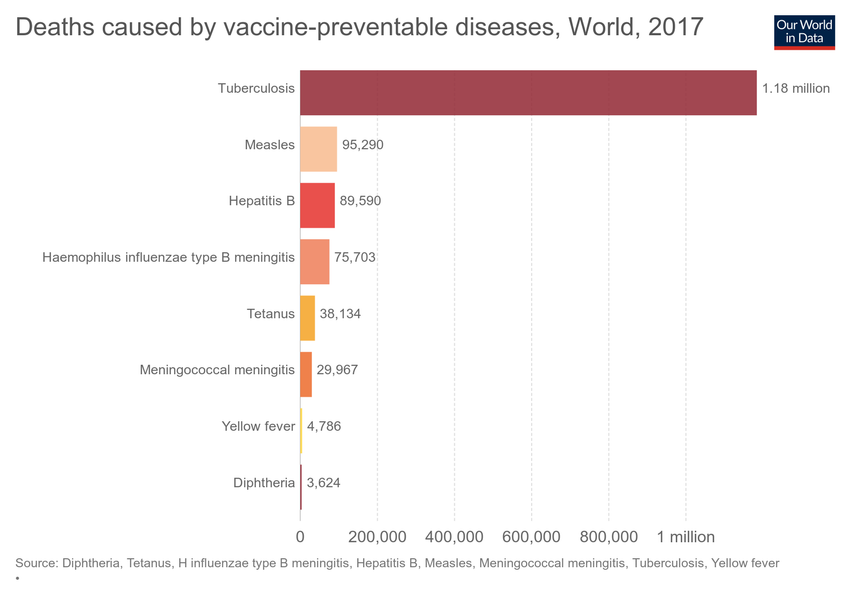 Deaths caused by vaccine-preventable diseases, World, 2017
Our World
in Data
Tuberculosis 1.18 million
Measles 95,290
Hepatitis B 89,590
Haemophilus influenzae type B meningitis 75,703
Tetanus 38,134
Meningococcal meningitis 29,967
Yellow fever 4,786
Diphtheria 3,624
0 200,000 400,000 600,000 800,000 1 million
Source: Diphtheria, Tetanus, H influenzae type B meningitis, Hepatitis B, Measles, Meningococcal meningitis, Tuberculosis, Yellow fever
•